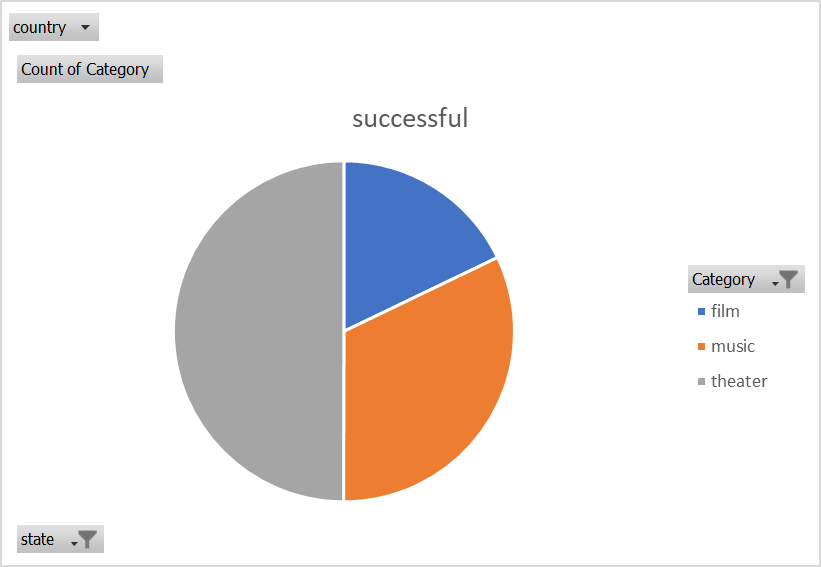 country
Count of Category
successful
Category
film
music
theater
state